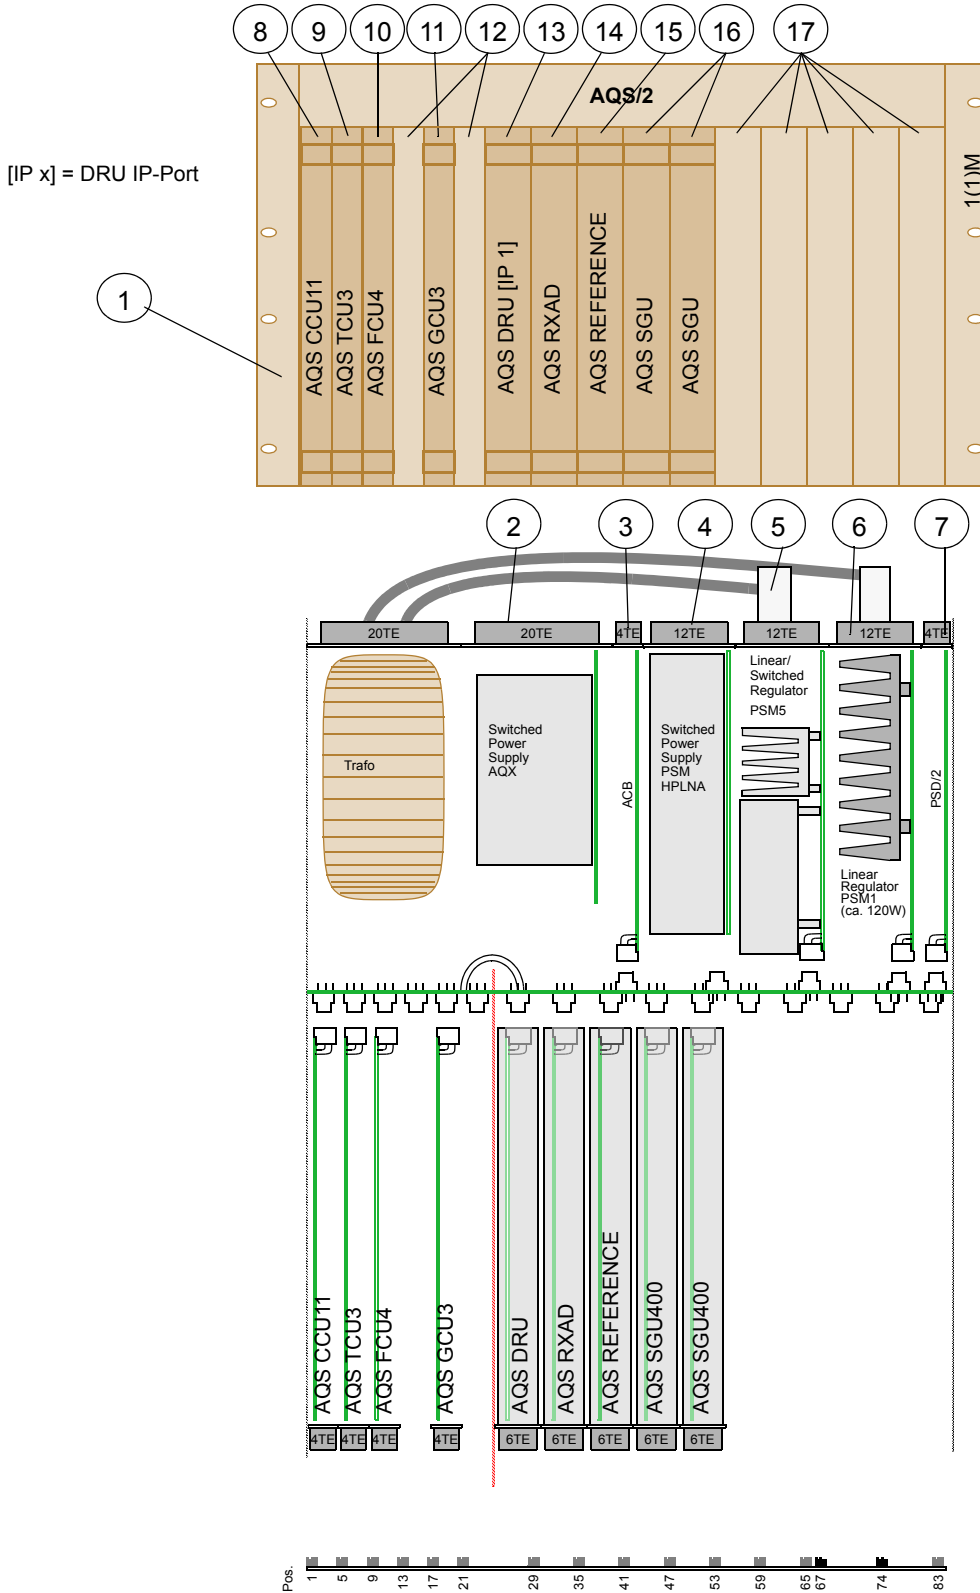 8 9 10 11 12 13 14 15 16 17
AQS/2
[IP x] = DRU IP-Port
1(1)M
1
AQS CCU11
AQS TCU3
AQS FCU4
AQS GCU3
AQS DRU [IP 1]
AQS RXAD
AQS REFERENCE
AQS SGU
AQS SGU
2 3 4 5 6 7
20TE 20TE 4TE 12TE 12TE 12TE 4TE
Trafo
Switched
Power
Supply
AQX
ACB
Switched
Power
Supply
PSM
HPLNA
Linear/
Switched
Regulator
PSM5
Linear
Regulator
PSM1
(ca. 120W)
PSD/2
AQS CCU11
AQS TCU3
AQS FCU4
AQS GCU3
AQS DRU
AQS RXAD
AQS REFERENCE
AQS SGU400
AQS SGU400
4TE 4TE 4TE 4TE 6TE 6TE 6TE 6TE 6TE
Pos. 1 5 9 13 17 21 29 35 41 47 53 59 65 67 74 83